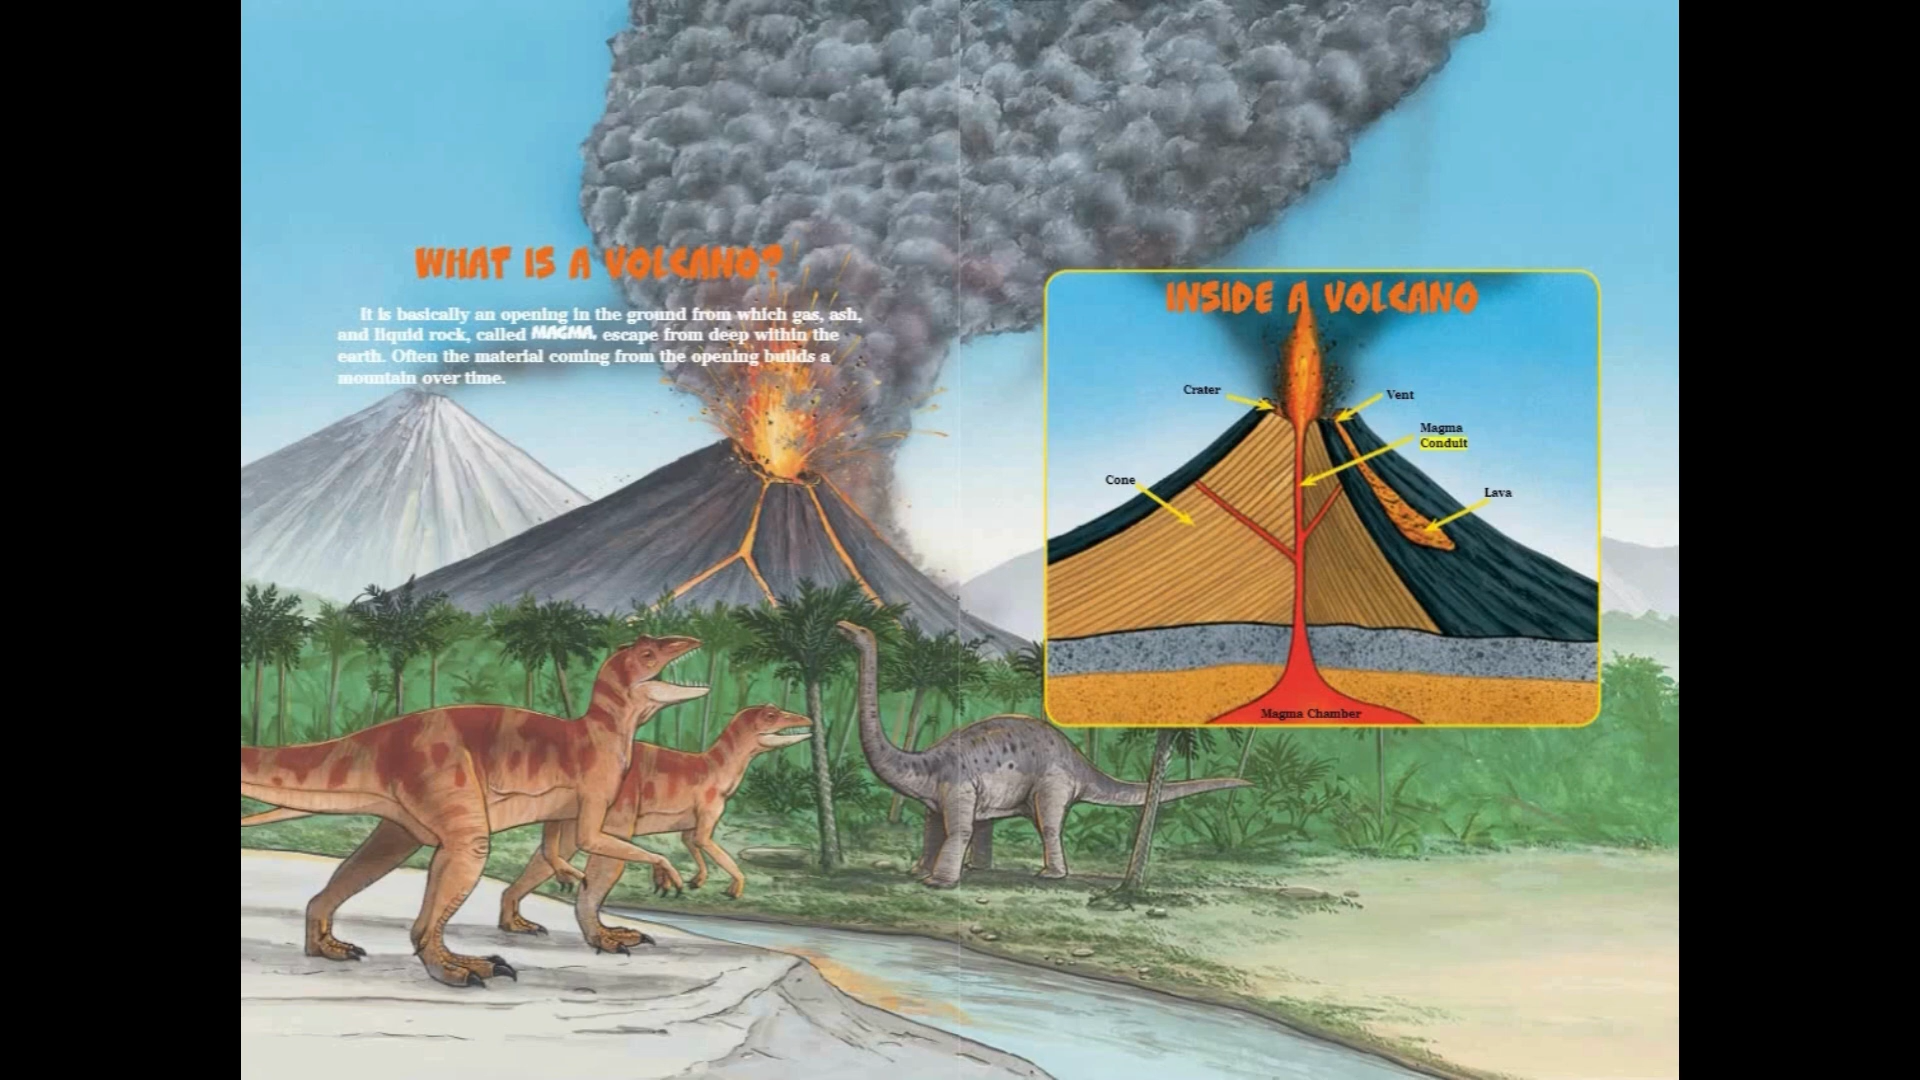 WHAT IS A VOLCANO?
It is basically an opening in the ground from which gas, ash,
and liquid rock, called MAGMA, escape from deep within the
earth. Often the material coming from the opening builds a
mountain over time.
INSIDE A VOLCANO
Crater
Vent
Magma
Conduit
Cone
Lava
Magma Chamber